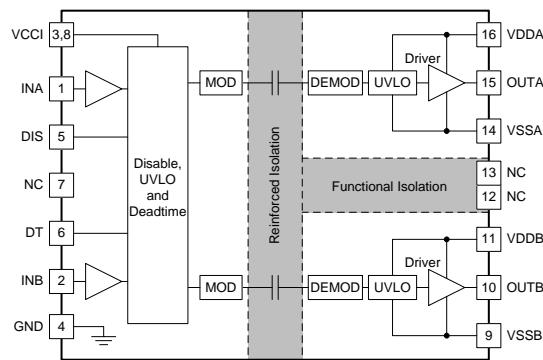 VCCI 3,8
INA 1
DIS 5
NC 7
DT 6
INB 2
GND 4
Disable,
UVLO
and
Deadtime
MOD
MOD
Reinforced Isolation
Functional Isolation
DEMOD UVLO
Driver
DEMOD UVLO
Driver
16 VDDA
15 OUTA
14 VSSA
13 NC
12 NC
11 VDDB
10 OUTB
9 VSSB